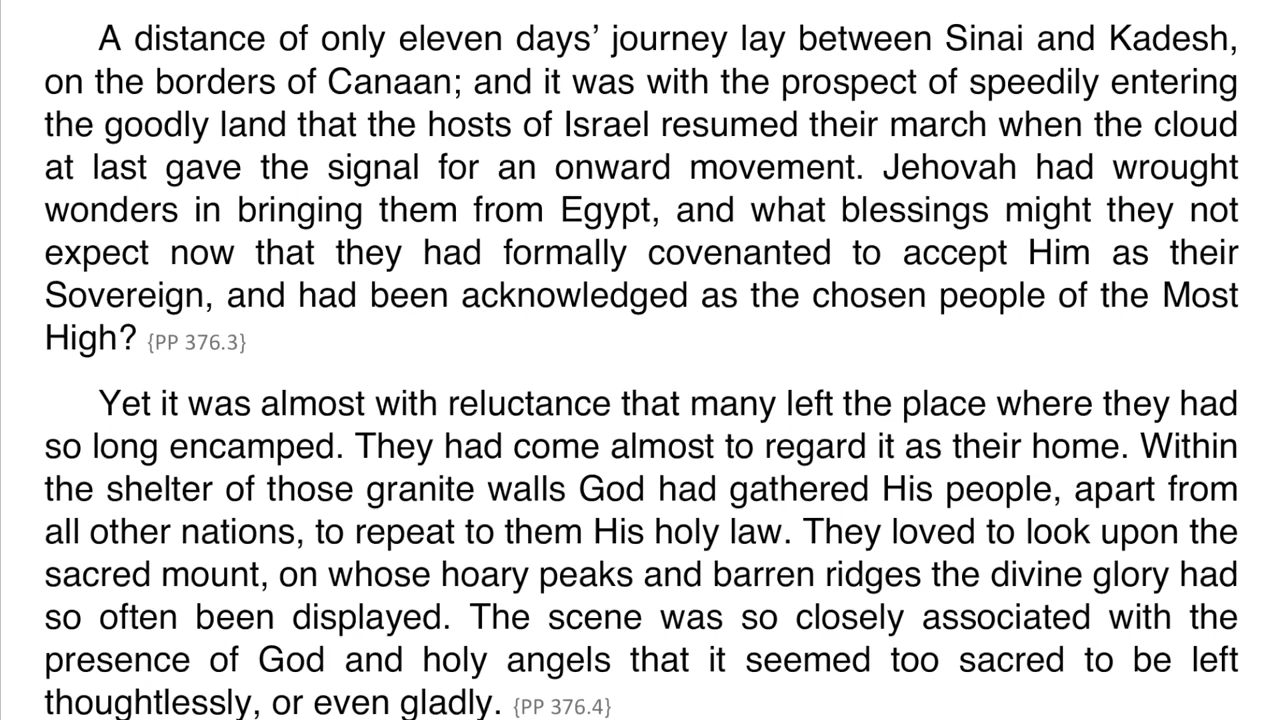 A distance of only eleven days’ journey lay between Sinai and Kadesh,
on the borders of Canaan; and it was with the prospect of speedily entering
the goodly land that the hosts of Israel resumed their march when the cloud
at last gave the signal for an onward movement. Jehovah had wrought
wonders in bringing them from Egypt, and what blessings might they not
expect now that they had formally covenanted to accept Him as their
Sovereign, and had been acknowledged as the chosen people of the Most
High? {PP 376.3}
Yet it was almost with reluctance that many left the place where they had
so long encamped. They had come almost to regard it as their home. Within
the shelter of those granite walls God had gathered His people, apart from
all other nations, to repeat to them His holy law. They loved to look upon the
sacred mount, on whose hoary peaks and barren ridges the divine glory had
so often been displayed. The scene was so closely associated with the
presence of God and holy angels that it seemed too sacred to be left
thoughtlessly, or even gladly. {PP 376.4}